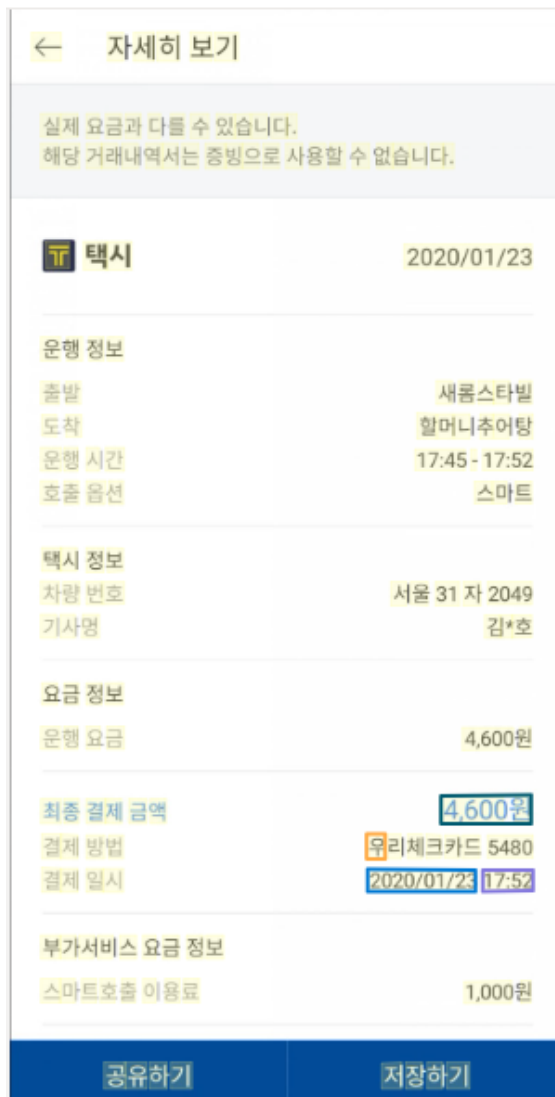 ← 자세히 보기
실제 요금과 다를 수 있습니다.
해당 거래내역서는 증빙으로 사용할 수 없습니다.
T 택시 2020/01/23
운행 정보
출발 새롬스타빌
도착 할머니추어탕
운행 시간 17:45 - 17:52
호출 옵션 스마트
택시 정보
차량 번호 서울 31 자 2049
기사명 김*호
요금 정보
운행 요금 4,600원
최종 결제 금액 4,600원
결제 방법 우리체크카드 5480
결제 일시 2020/01/23 17:52
부가서비스 요금 정보
스마트호출 이용료 1,000원
공유하기 저장하기